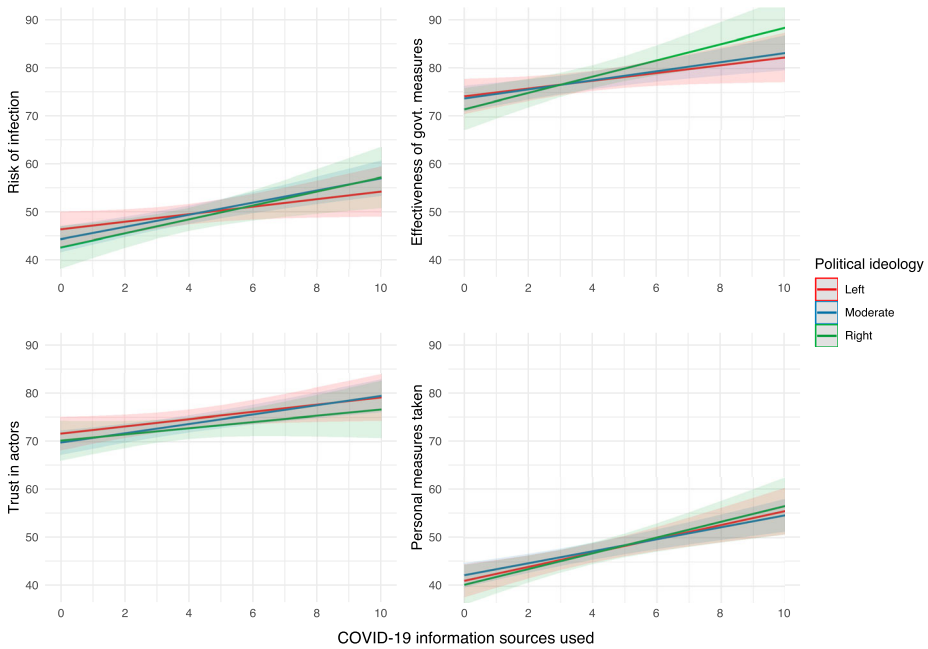 90
80
70
60
50
40
Risk of infection
0 2 4 6 8 10
90
80
70
60
50
40
Effectiveness of govt. measures
0 2 4 6 8 10
90
80
70
60
50
40
Trust in actors
0 2 4 6 8 10
90
80
70
60
50
40
Personal measures taken
0 2 4 6 8 10
COVID-19 information sources used
Political ideology
Left
Moderate
Right